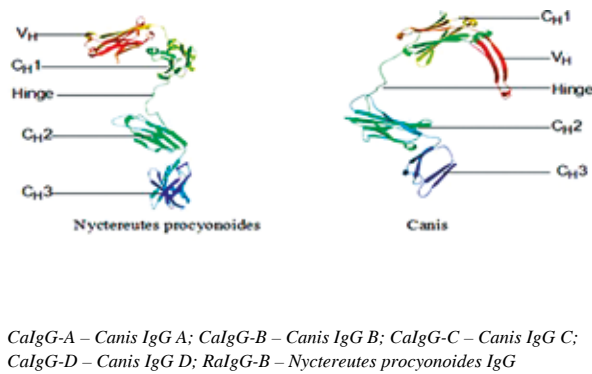 VH
CH1
Hinge
CH2
CH3
Nyctereutes procyonoides
CH1
VH
Hinge
CH2
CH3
Canis
CaIgG-A – Canis IgG A; CaIgG-B – Canis IgG B; CaIgG-C – Canis IgG C;
CaIgG-D – Canis IgG D; RaIgG-B – Nyctereutes procyonoides IgG